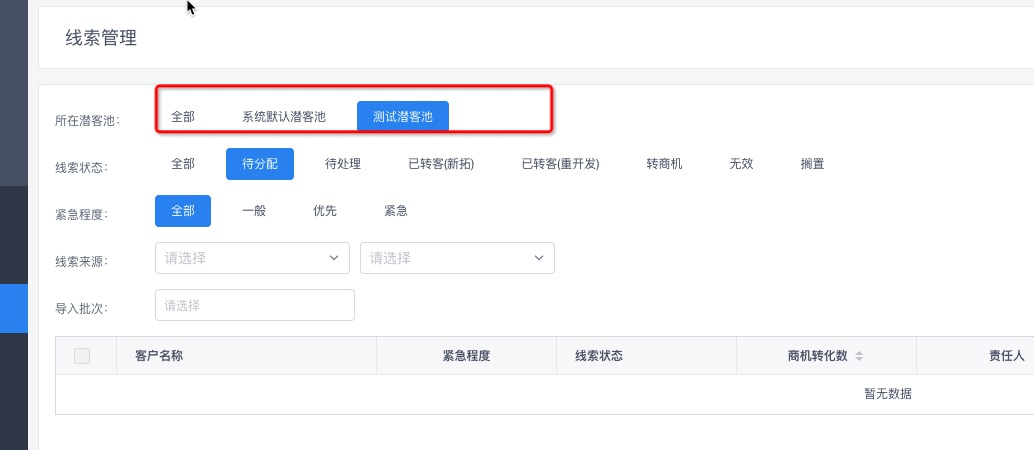 线索管理
所在潜客池： 全部 系统默认潜客池 测试潜客池
线索状态： 全部 待分配 待处理 已转客(新拓) 已转客(重开发) 转商机 无效 搁置
紧急程度： 全部 一般 优先 紧急
线索来源： 请选择 请选择
导入批次： 请选择
客户名称 紧急程度 线索状态 商机转化数 责任人
暂无数据